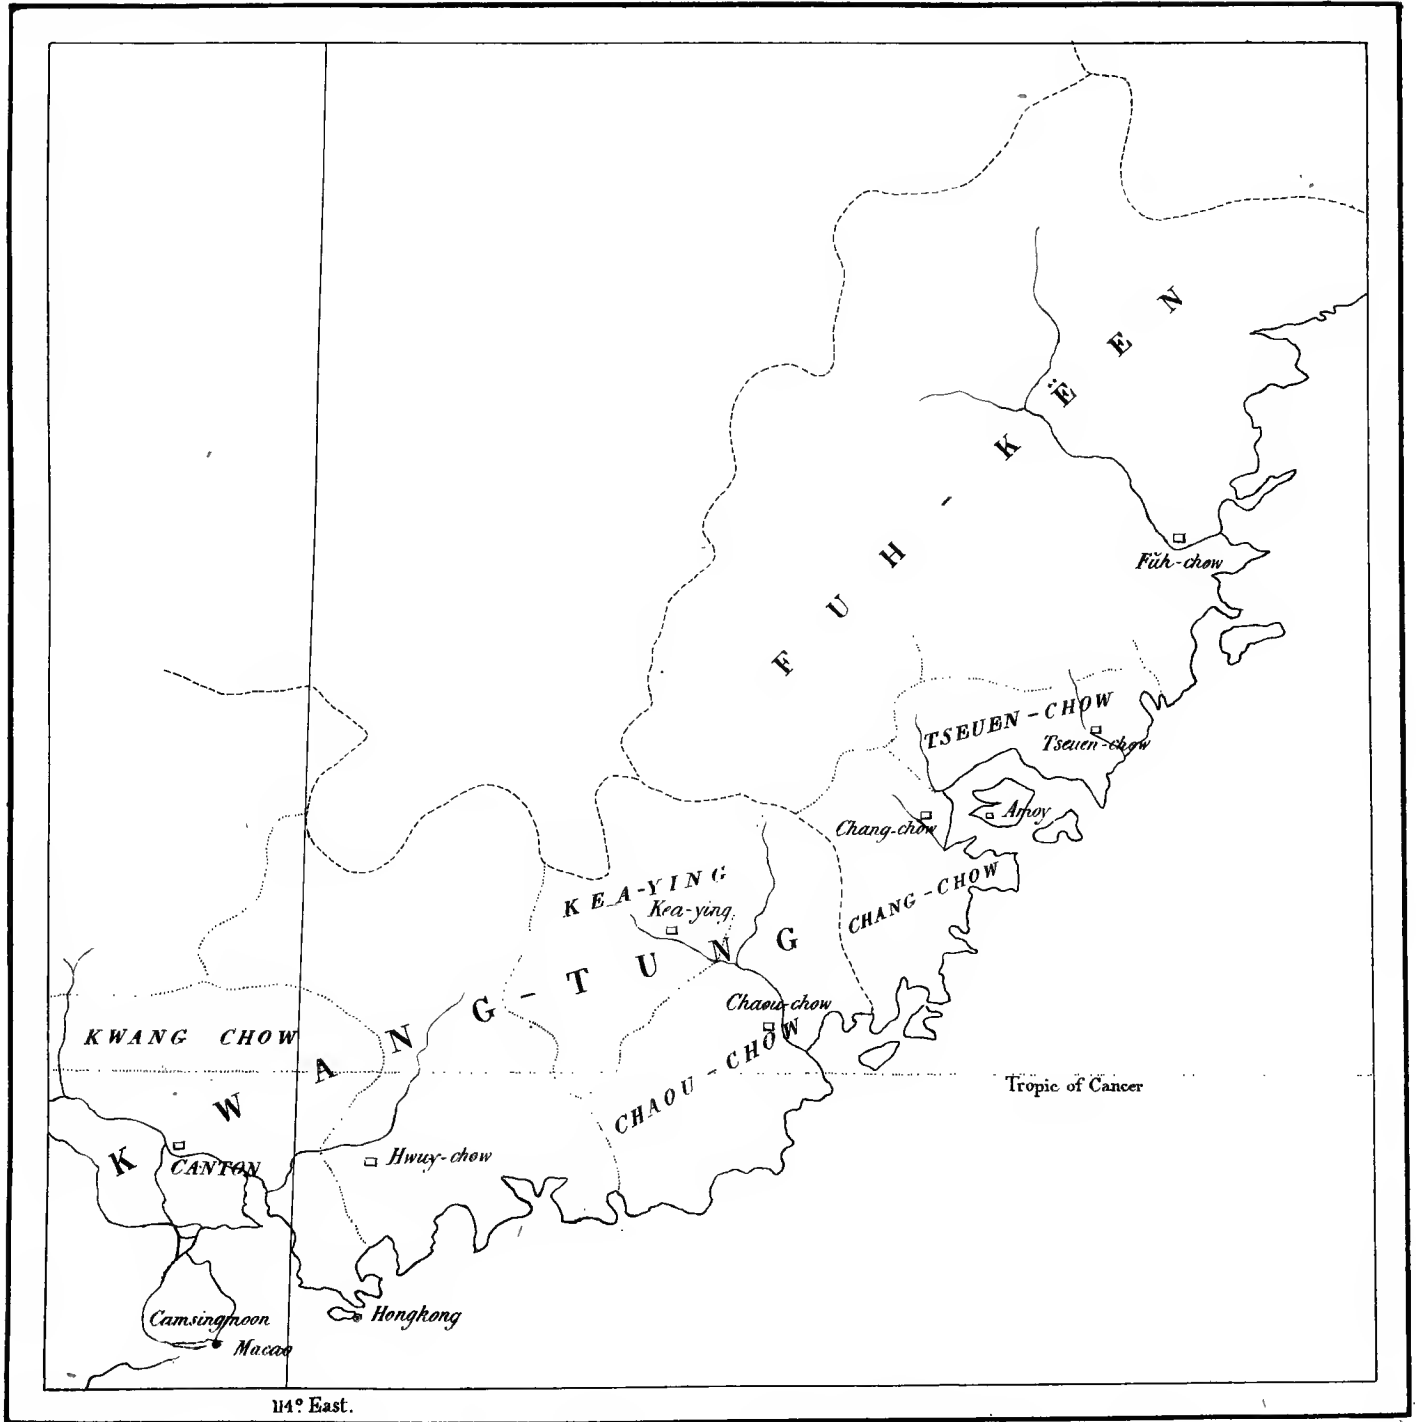 FUH-KËEN
Fŭh-chow
TSEUEN-CHOW
Tseuen-chow
Amoy
Chang-chow
CHANG-CHOW
KEA-YING
Kea-ying
KWANG-TUNG
Chaou-chow
CHAOU-CHOW
KWANG CHOW
Tropic of Cancer
CANTON
Hwuy-chow
Camsingmoon
Hongkong
Macao
114° East.